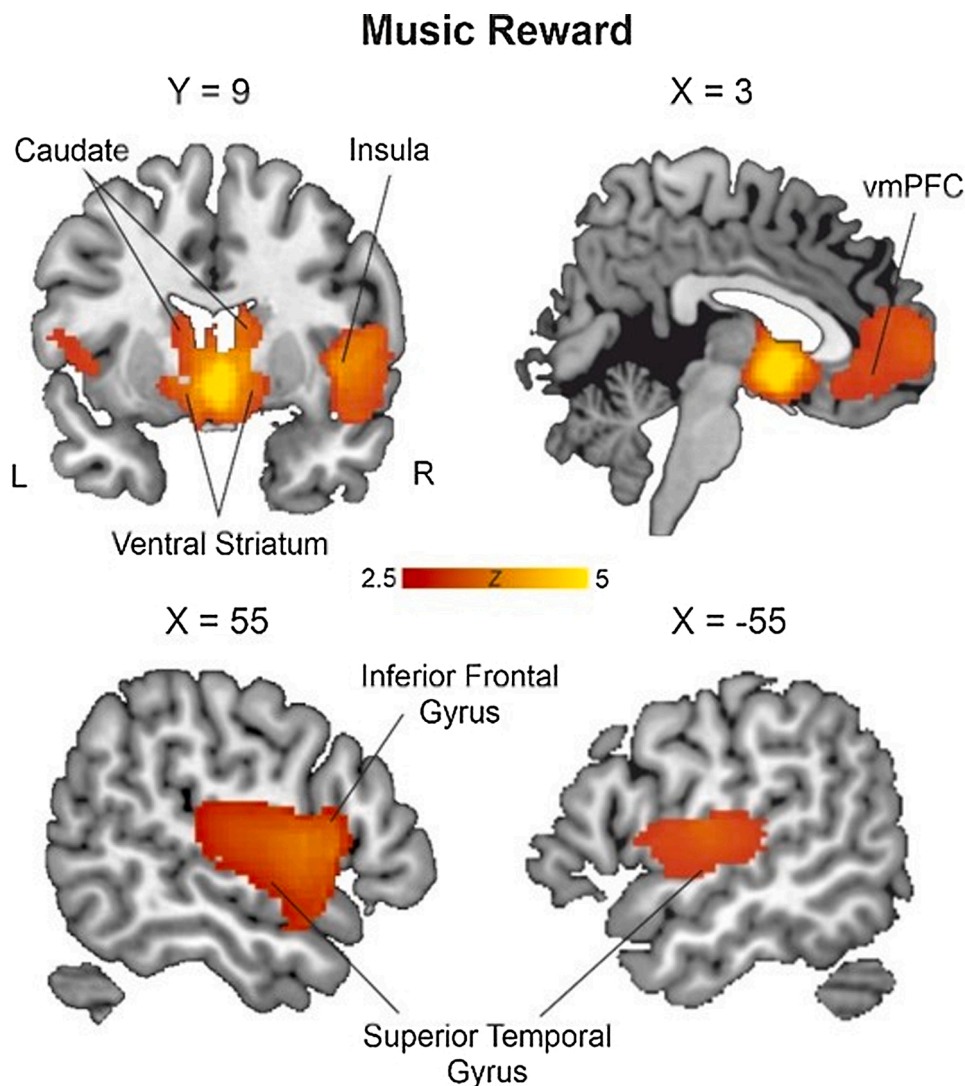 Music Reward
Y = 9
X = 3
Caudate
Insula
vmPFC
L
R
Ventral Striatum
2.5
Z
5
X = 55
X = -55
Inferior Frontal
Gyrus
Superior Temporal
Gyrus